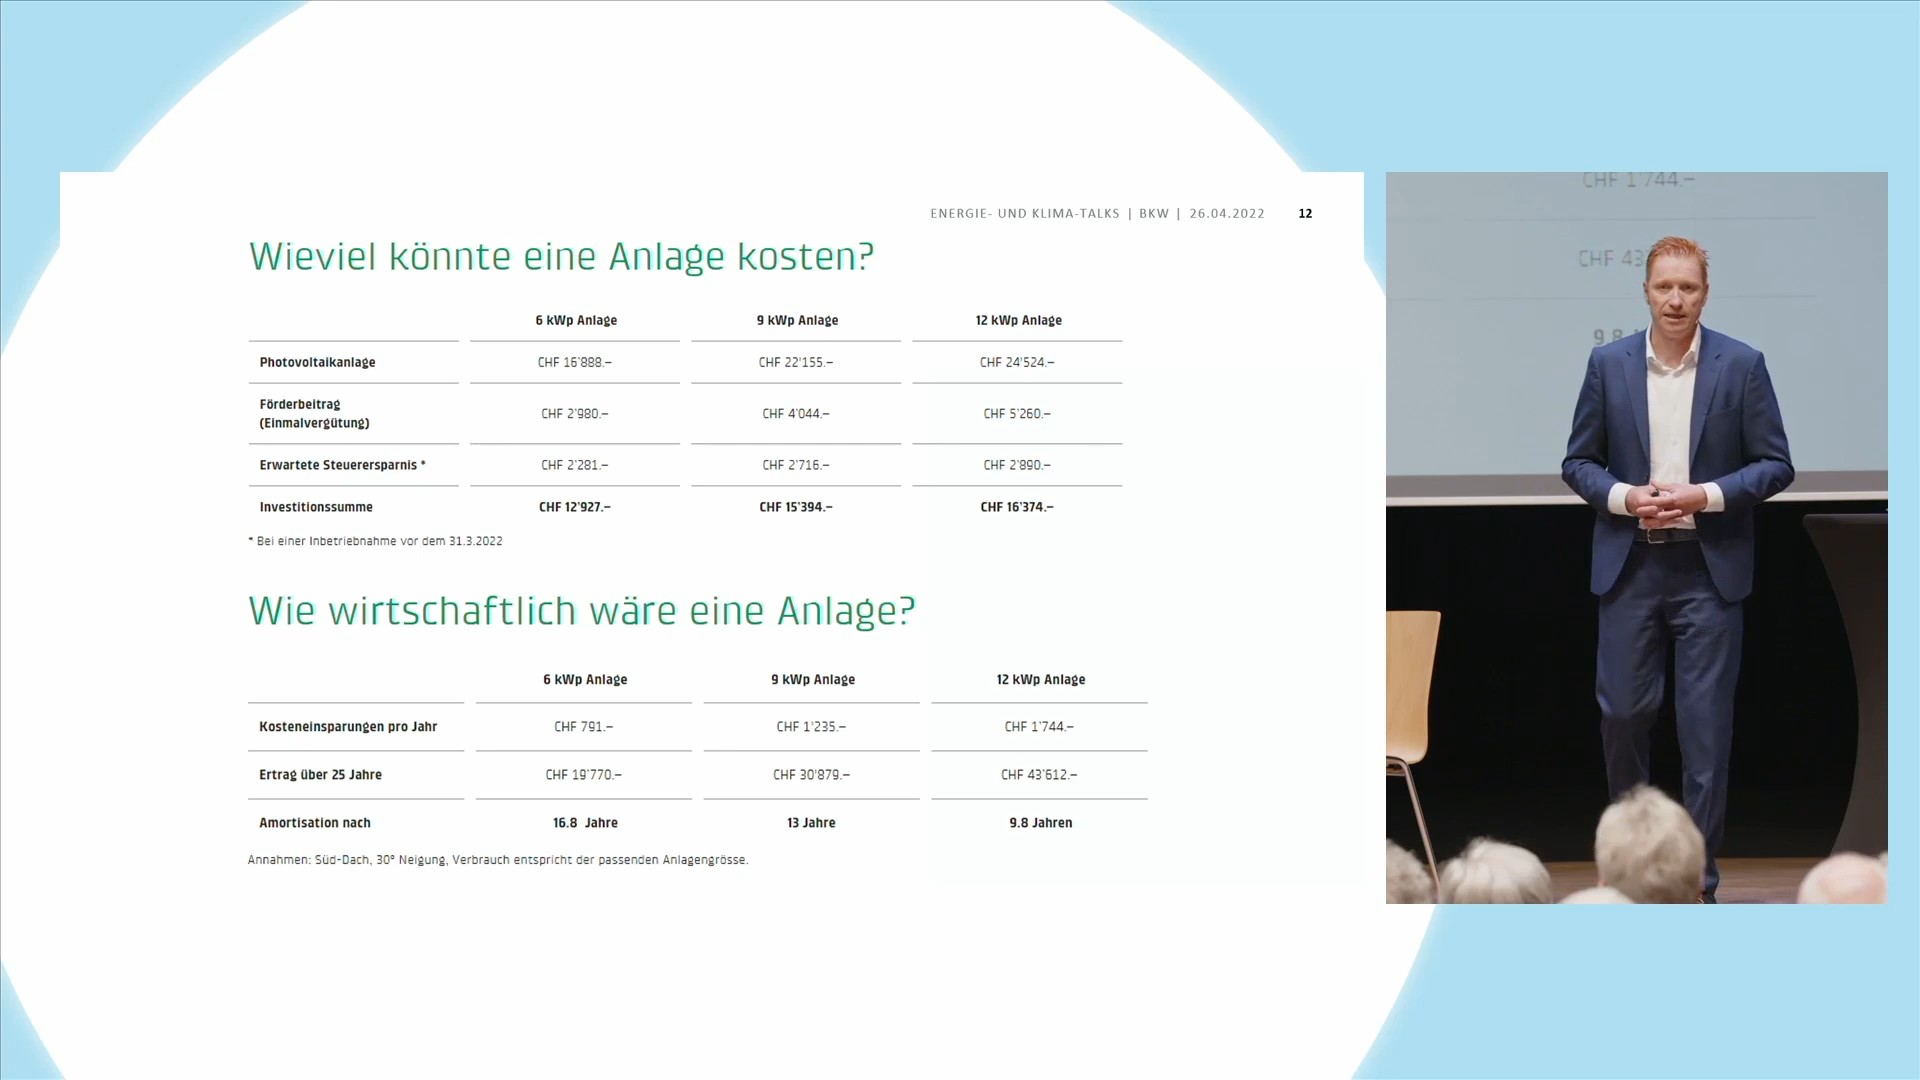 ENERGIE- UND KLIMA-TALKS | BKW | 26.04.2022 12
Wieviel könnte eine Anlage kosten?
6 kWp Anlage 9 kWp Anlage 12 kWp Anlage
Photovoltaikanlage CHF 16'888.– CHF 22'155.– CHF 24'524.–
Förderbeitrag
(Einmalvergütung) CHF 2'980.– CHF 4'044.– CHF 5'260.–
Erwartete Steuerersparnis * CHF 2'281.– CHF 2'716.– CHF 2'890.–
Investitionssumme CHF 12'927.– CHF 15'394.– CHF 16'374.–
* Bei einer Inbetriebnahme vor dem 31.3.2022
Wie wirtschaftlich wäre eine Anlage?
6 kWp Anlage 9 kWp Anlage 12 kWp Anlage
Kosteneinsparungen pro Jahr CHF 791.– CHF 1'235.– CHF 1'744.–
Ertrag über 25 Jahre CHF 19'770.– CHF 30'879.– CHF 43'612.–
Amortisation nach 16.8 Jahre 13 Jahre 9.8 Jahren
Annahmen: Süd-Dach, 30° Neigung, Verbrauch entspricht der passenden Anlagengrösse.
CHF 1'744.–
CHF 43
9.8